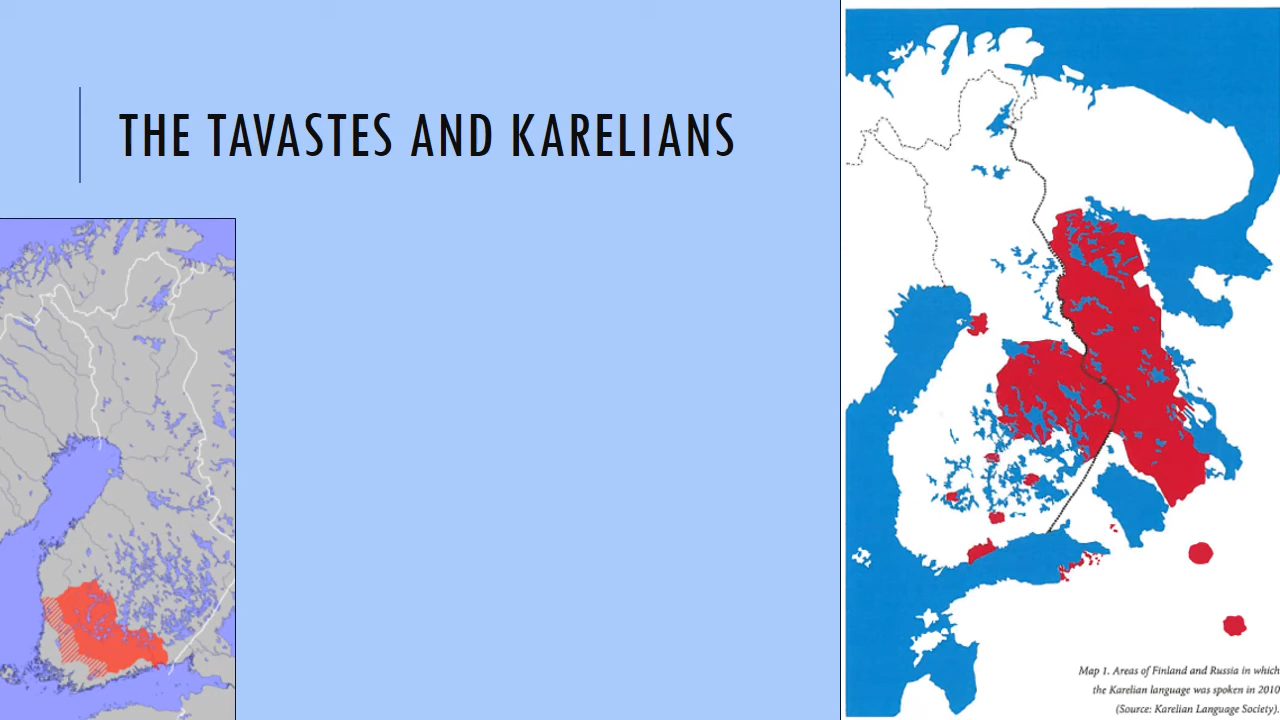 THE TAVASTES AND KARELIANS
Map 1. Areas of Finland and Russia in which
the Karelian language was spoken in 2010
(Source: Karelian Language Society).